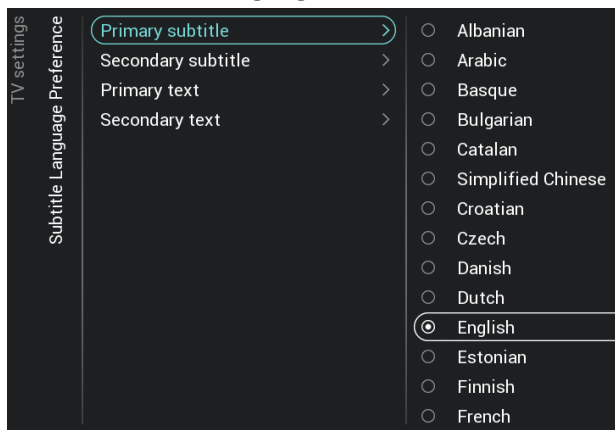 TV settings
Subtitle Language Preference
Primary subtitle
Secondary subtitle
Primary text
Secondary text
Albanian
Arabic
Basque
Bulgarian
Catalan
Simplified Chinese
Croatian
Czech
Danish
Dutch
English
Estonian
Finnish
French